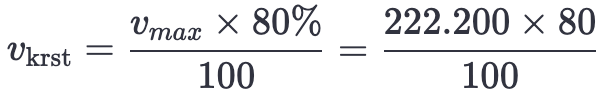 v_krst = (v_max × 80%) / 100 = (222.200 × 80) / 100